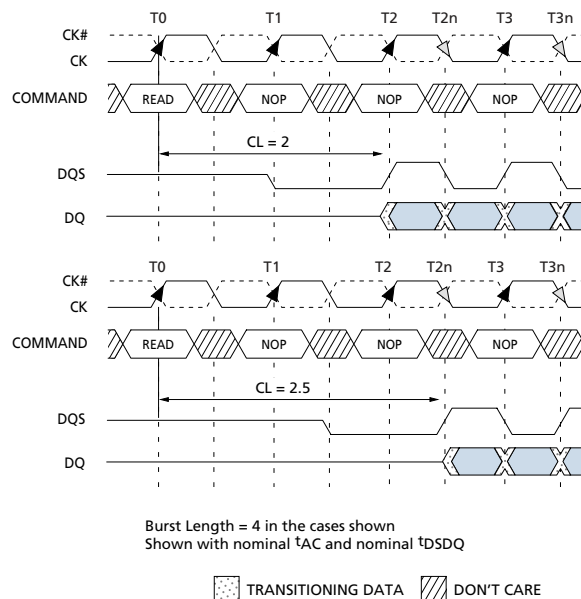 T0 T1 T2 T2n T3 T3n
CK#
CK
COMMAND READ NOP NOP NOP
CL = 2
DQS
DQ
T0 T1 T2 T2n T3 T3n
CK#
CK
COMMAND READ NOP NOP NOP
CL = 2.5
DQS
DQ
Burst Length = 4 in the cases shown
Shown with nominal tAC and nominal tDSDQ
TRANSITIONING DATA DON'T CARE